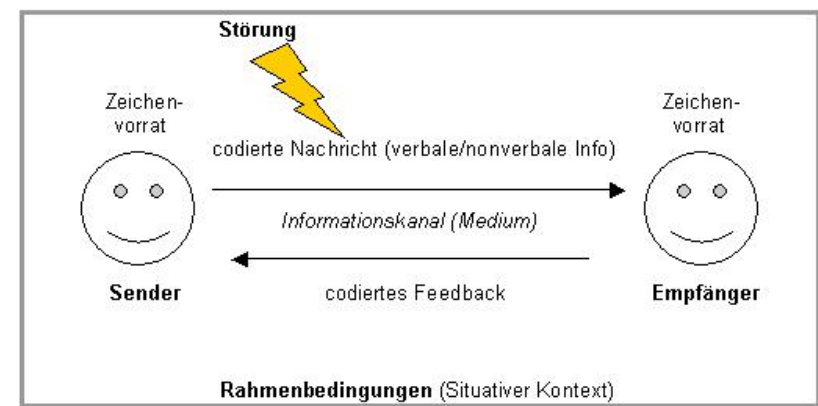 Störung
Zeichen-
vorrat
Zeichen-
vorrat
codierte Nachricht (verbale/nonverbale Info)
Informationskanal (Medium)
Sender
codiertes Feedback
Empfänger
Rahmenbedingungen (Situativer Kontext)